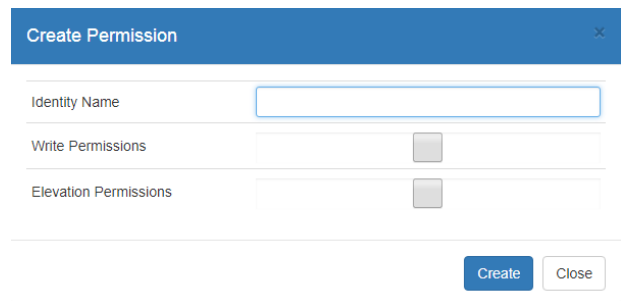 Create Permission ×
Identity Name
Write Permissions
Elevation Permissions
Create Close